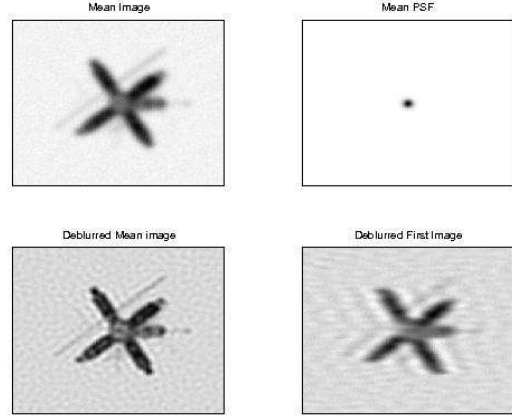 Mean Image
Mean PSF
Deblurred Mean image
Deblurred First Image